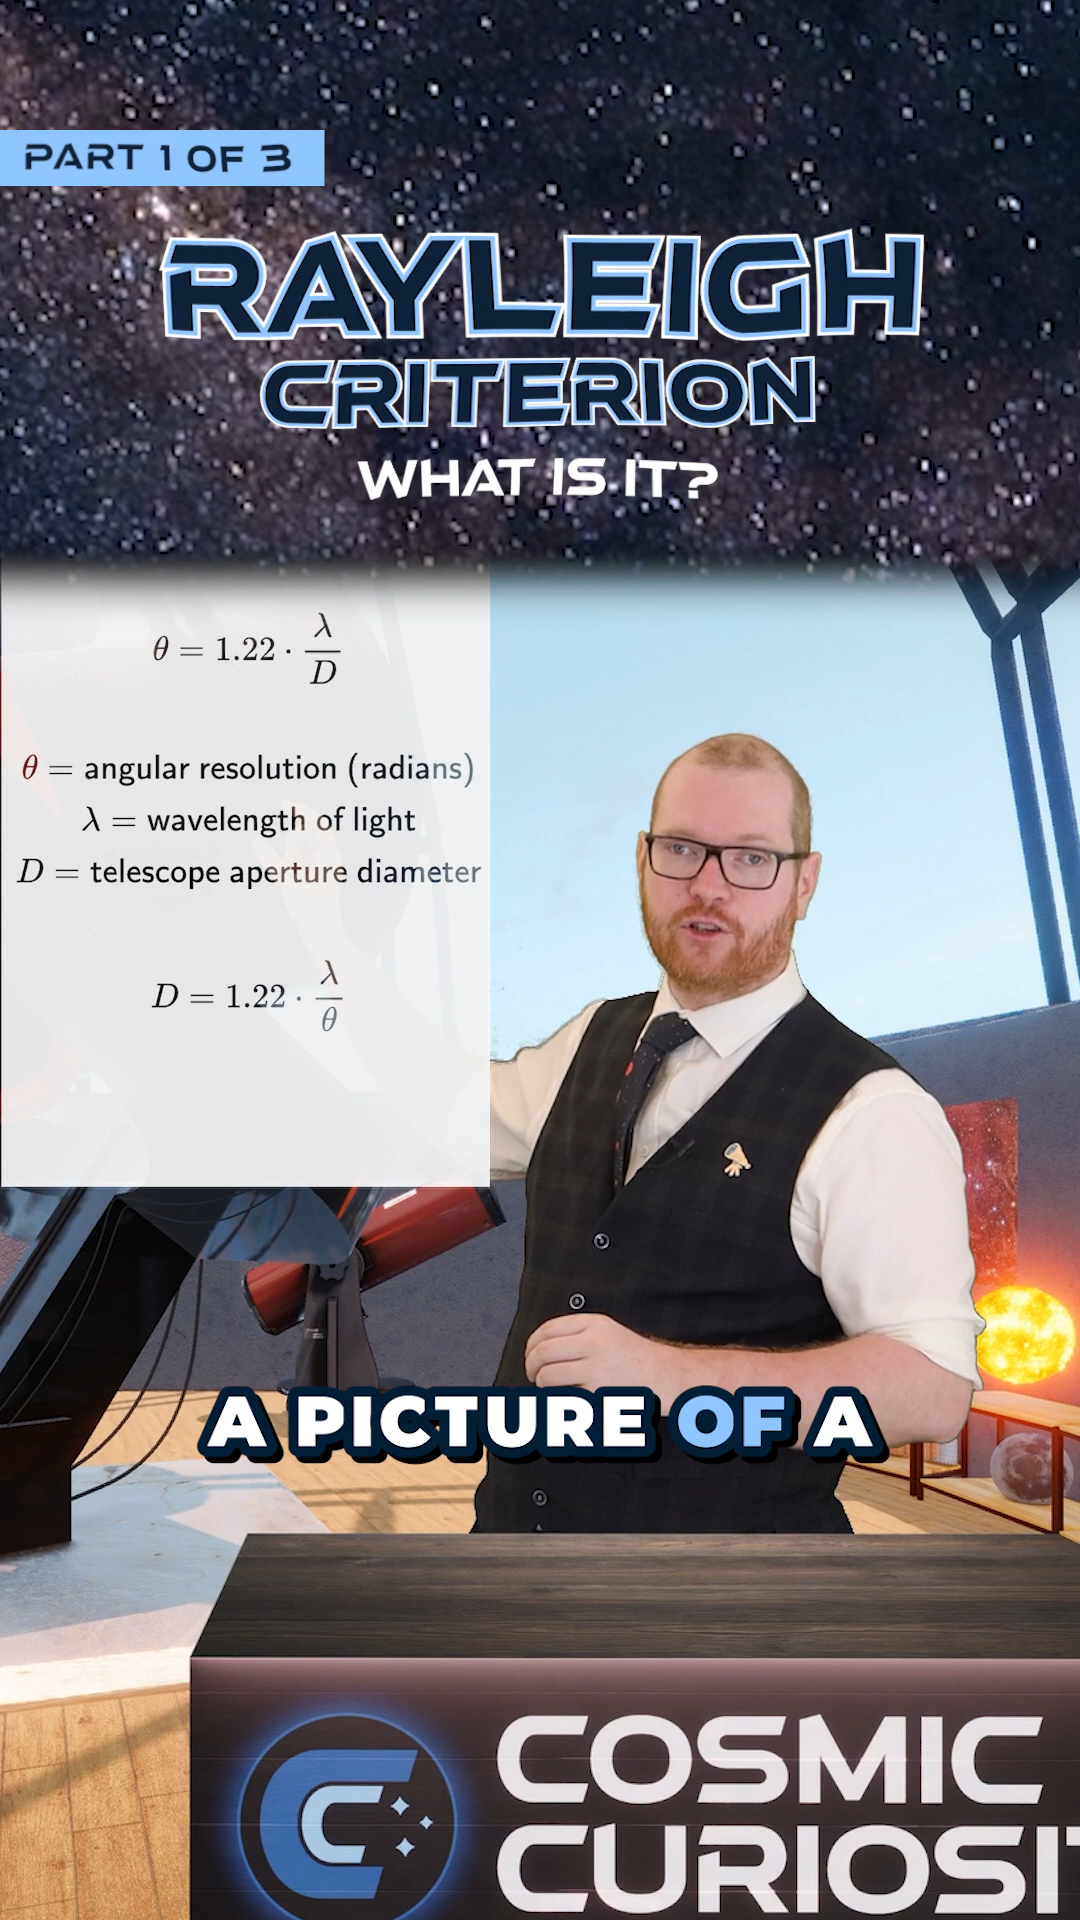 PART 1 OF 3
RAYLEIGH
CRITERION
WHAT IS IT?
θ = 1.22 · λ/D
θ = angular resolution (radians)
λ = wavelength of light
D = telescope aperture diameter
D = 1.22 · λ/θ
A PICTURE OF A
COSMIC
CURIOSIT